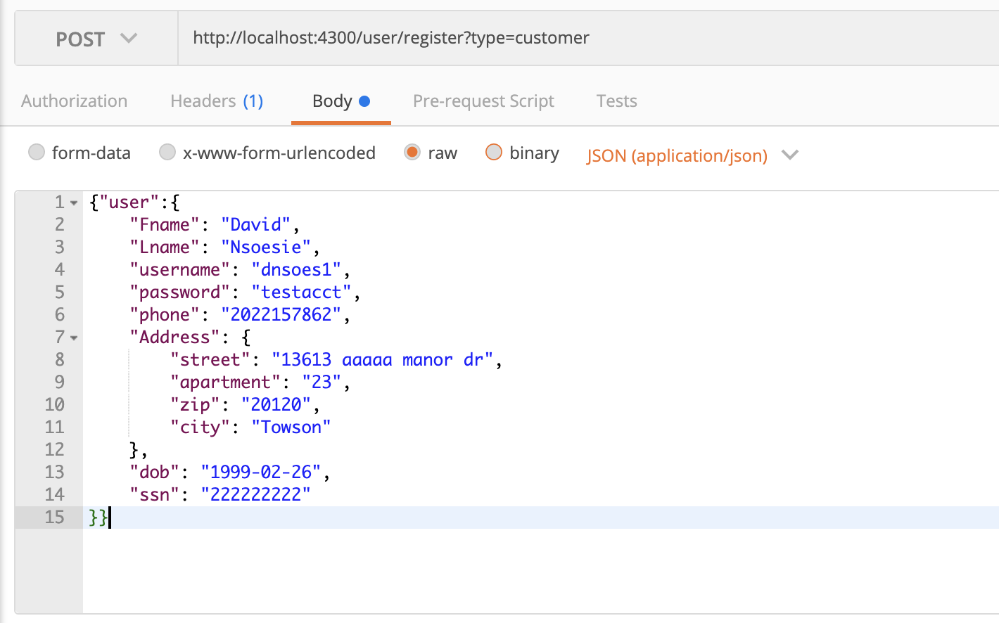 POST http://localhost:4300/user/register?type=customer
Authorization Headers (1) Body Pre-request Script Tests
form-data x-www-form-urlencoded raw binary JSON (application/json)
1 {"user":{
2 "Fname": "David",
3 "Lname": "Nsoesie",
4 "username": "dnsoes1",
5 "password": "testacct",
6 "phone": "2022157862",
7 "Address": {
8 "street": "13613 aaaaa manor dr",
9 "apartment": "23",
10 "zip": "20120",
11 "city": "Towson"
12 },
13 "dob": "1999-02-26",
14 "ssn": "222222222"
15 }}